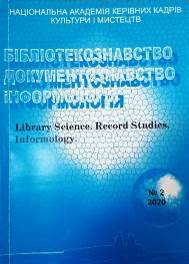 НАЦІОНАЛЬНА АКАДЕМІЯ КЕРІВНИХ КАДРІВ
КУЛЬТУРИ І МИСТЕЦТВ
БІБЛІОТЕКОЗНАВСТВО
ДОКУМЕНТОЗНАВСТВО
ІНФОРМОЛОГІЯ
Library Science. Record Studies.
Informology
№ 2
2020